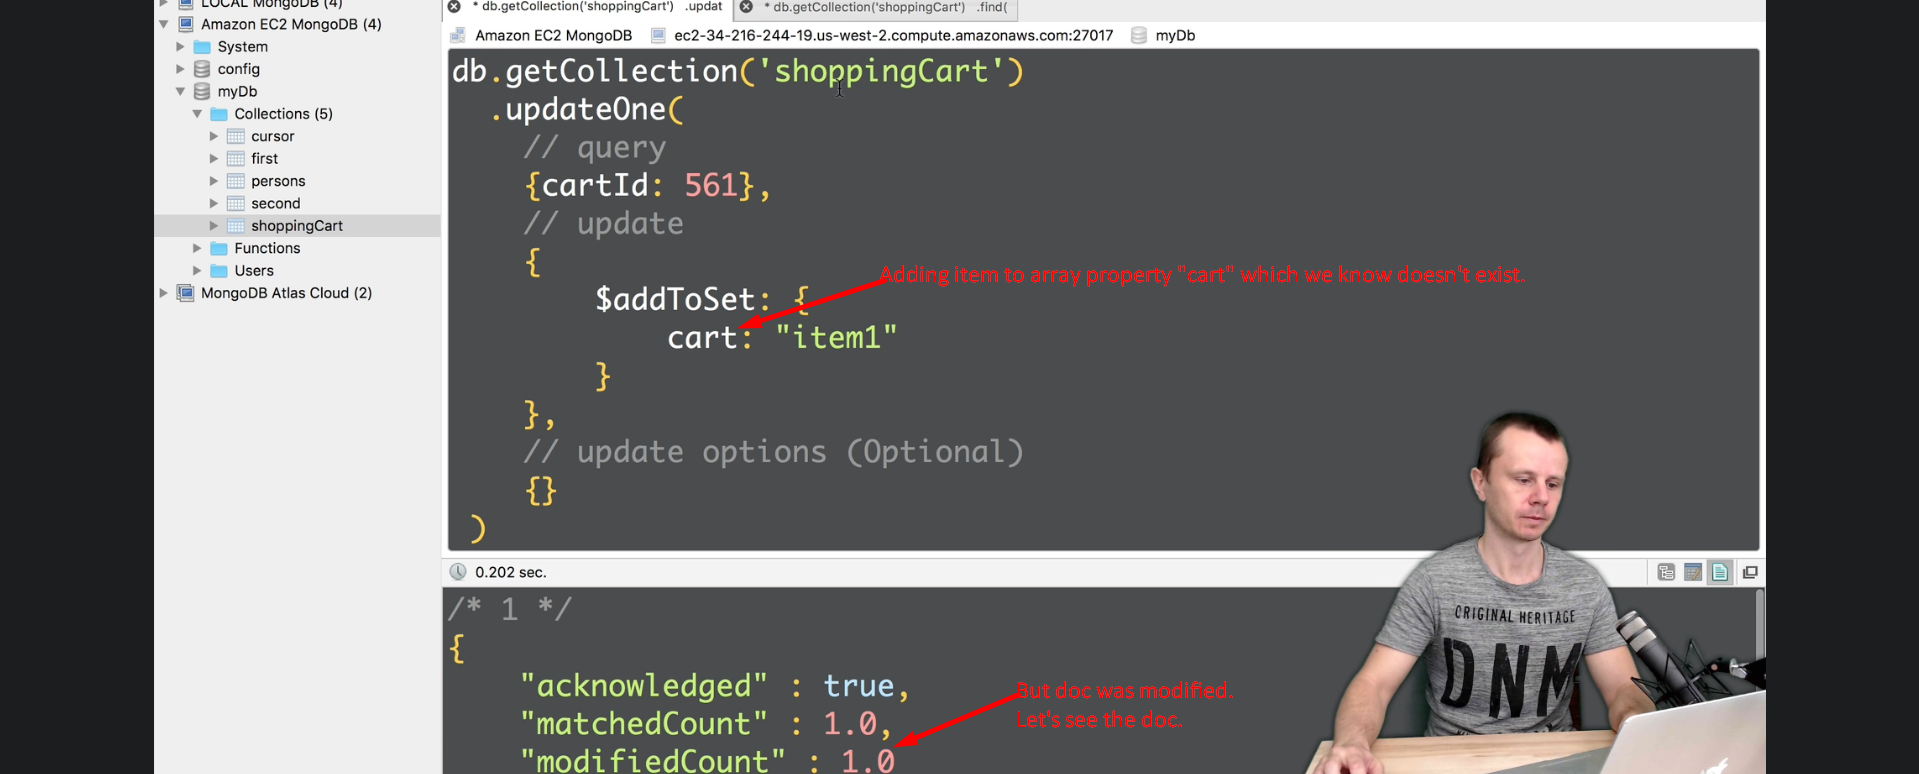 LOCAL MongoDB (4)
Amazon EC2 MongoDB (4)
System
config
myDb
Collections (5)
cursor
first
persons
second
shoppingCart
Functions
Users
MongoDB Atlas Cloud (2)
* db.getCollection('shoppingCart') .updat
* db.getCollection('shoppingCart') .find(
Amazon EC2 MongoDB ec2-34-216-244-19.us-west-2.compute.amazonaws.com:27017 myDb
db.getCollection('shoppingCart')
.updateOne(
// query
{cartId: 561},
// update
{
Adding item to array property "cart" which we know doesn't exist.
$addToSet: {
cart: "item1"
}
},
// update options (Optional)
{}
)
0.202 sec.
/* 1 */
{
"acknowledged" : true,
"matchedCount" : 1.0,
"modifiedCount" : 1.0
But doc was modified.
Let's see the doc.
ORIGINAL HERITAGE
DNM